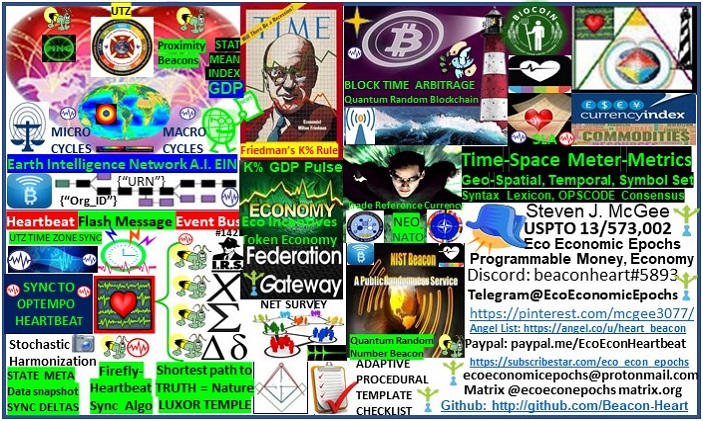 UTZ
Proximity
Beacons
STAT
MEAN
INDEX
GDP
MICRO
CYCLES
MACRO
CYCLES
Earth Intelligence Network A.I. EIN
{"URN"}
{"Org_ID"}
Heartbeat Flash Message Event Bus
UTZ TIME ZONE SYNC
#142
I.R.S
SYNC TO
OPTEMPO
HEARTBEAT
X
Σ
Δ δ
Stochastic
Harmonization
STATE META
Data snapshot
SYNC DELTAS
Firefly-
Heartbeat
Sync Algo
Shortest path to
TRUTH = Nature
LUXOR TEMPLE
TIME
Economist
Milton Friedman
Friedman's K% Rule
K% GDP Pulse
ECONOMY
Eco Incentives
Token Economy
Federation
Gateway
NET SURVEY
ADAPTIVE
PROCEDURAL
TEMPLATE
CHECKLIST
BIOCOIN
BLOCK TIME ARBITRAGE
Quantum Random Blockchain
SLA
£ $ € ¥
currencyindex
COMMODITIES
Trade Reference Currency
NEO
NATO
NIST Beacon
A Public Randomness Service
Quantum Random
Number Beacon
Time-Space Meter-Metrics
Geo-Spatial, Temporal, Symbol Set
Syntax Lexicon, OPSCODE Consensus
Steven J. McGee
USPTO 13/573,002
Eco Economic Epochs
Programmable Money, Economy
Discord: beaconheart#5893
Telegram@EcoEconomicEpochs
https://pinterest.com/mcgee3077/
Angel List: https://angel.co/u/heart_beacon
Paypal: paypal.me/EcoEconHeartbeat
https://subscribestar.com/eco_econ_epochs
ecoeconomicepochs@protonmail.com
Matrix @ecoeconepochs matrix.org
Github: http://github.com/Beacon-Heart